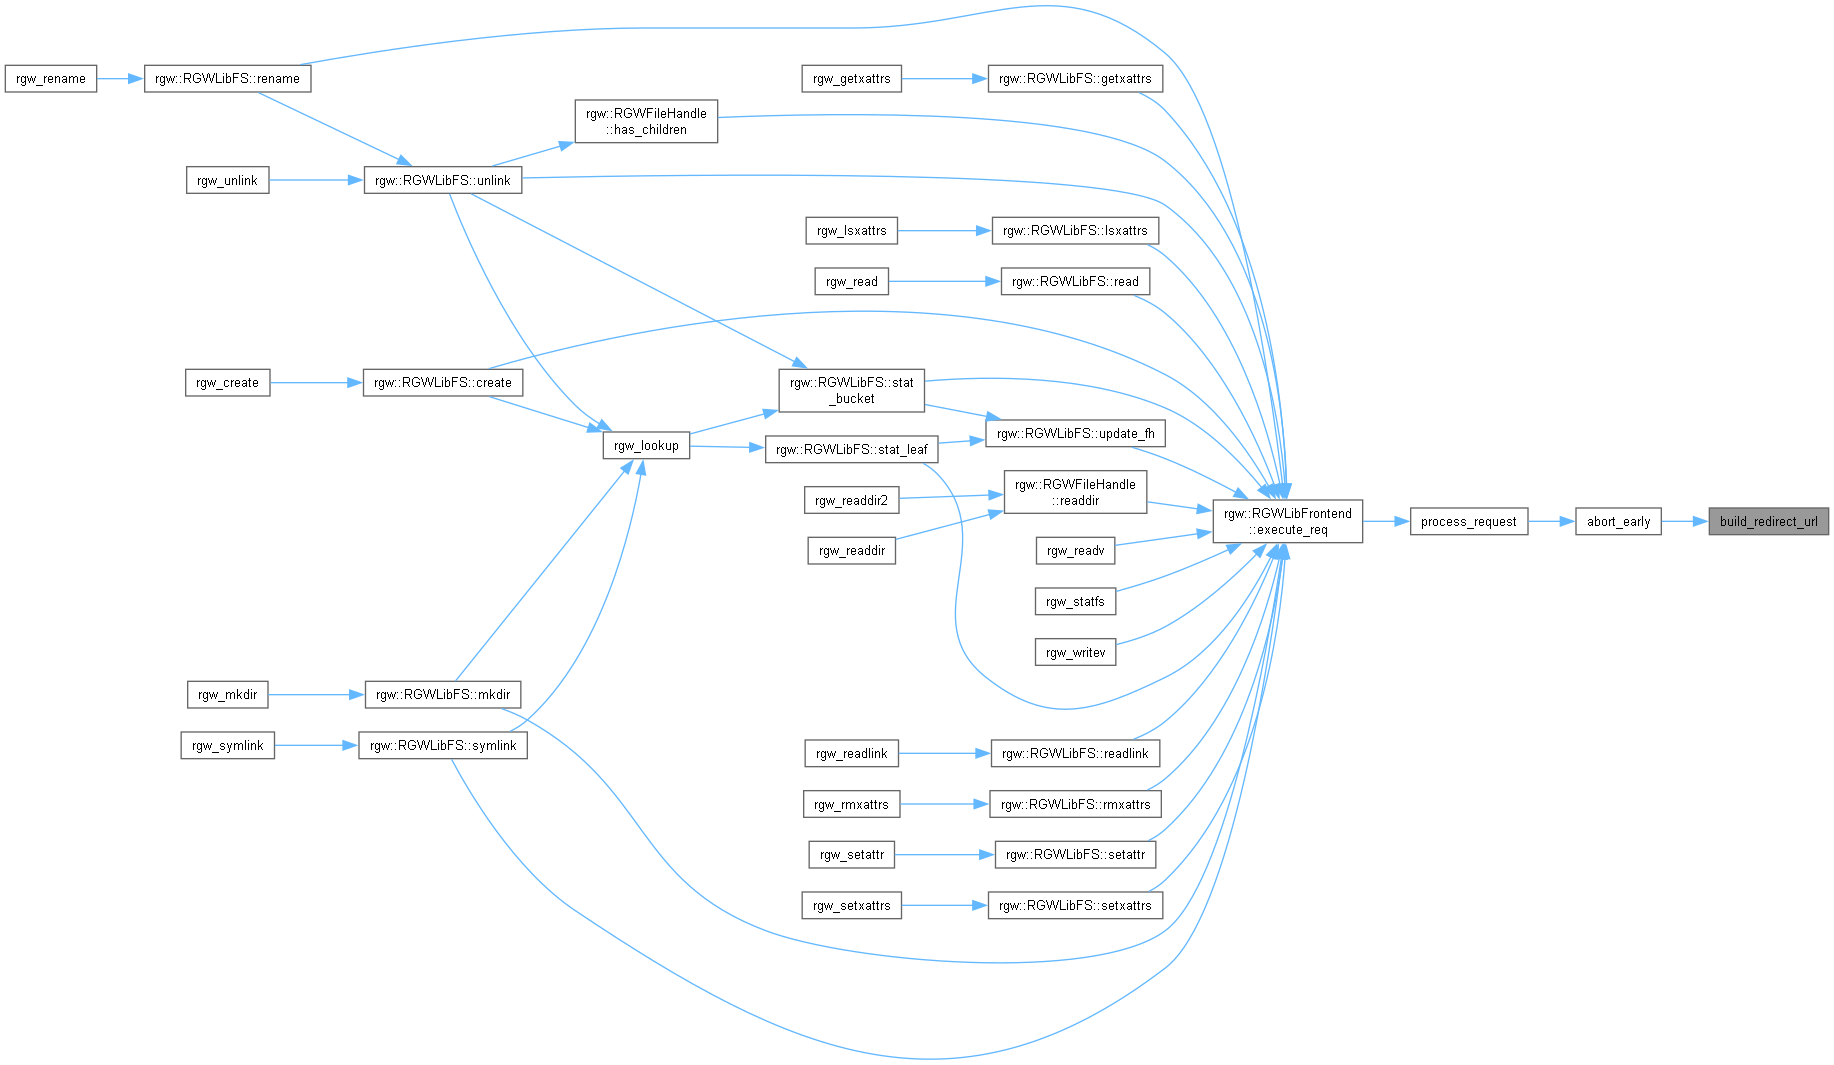 rgw_rename
rgw::RGWLibFS::rename
rgw_getxattrs
rgw::RGWLibFS::getxattrs
rgw::RGWFileHandle
::has_children
rgw_unlink
rgw::RGWLibFS::unlink
rgw_lsxattrs
rgw::RGWLibFS::lsxattrs
rgw_read
rgw::RGWLibFS::read
rgw_create
rgw::RGWLibFS::create
rgw::RGWLibFS::stat
_bucket
rgw_lookup
rgw::RGWLibFS::stat_leaf
rgw::RGWLibFS::update_fh
rgw_readdir2
rgw::RGWFileHandle
::readdir
rgw_readdir
rgw_readv
rgw::RGWLibFrontend
::execute_req
process_request
abort_early
build_redirect_url
rgw_statfs
rgw_writev
rgw_mkdir
rgw::RGWLibFS::mkdir
rgw_symlink
rgw::RGWLibFS::symlink
rgw_readlink
rgw::RGWLibFS::readlink
rgw_rmxattrs
rgw::RGWLibFS::rmxattrs
rgw_setattr
rgw::RGWLibFS::setattr
rgw_setxattrs
rgw::RGWLibFS::setxattrs